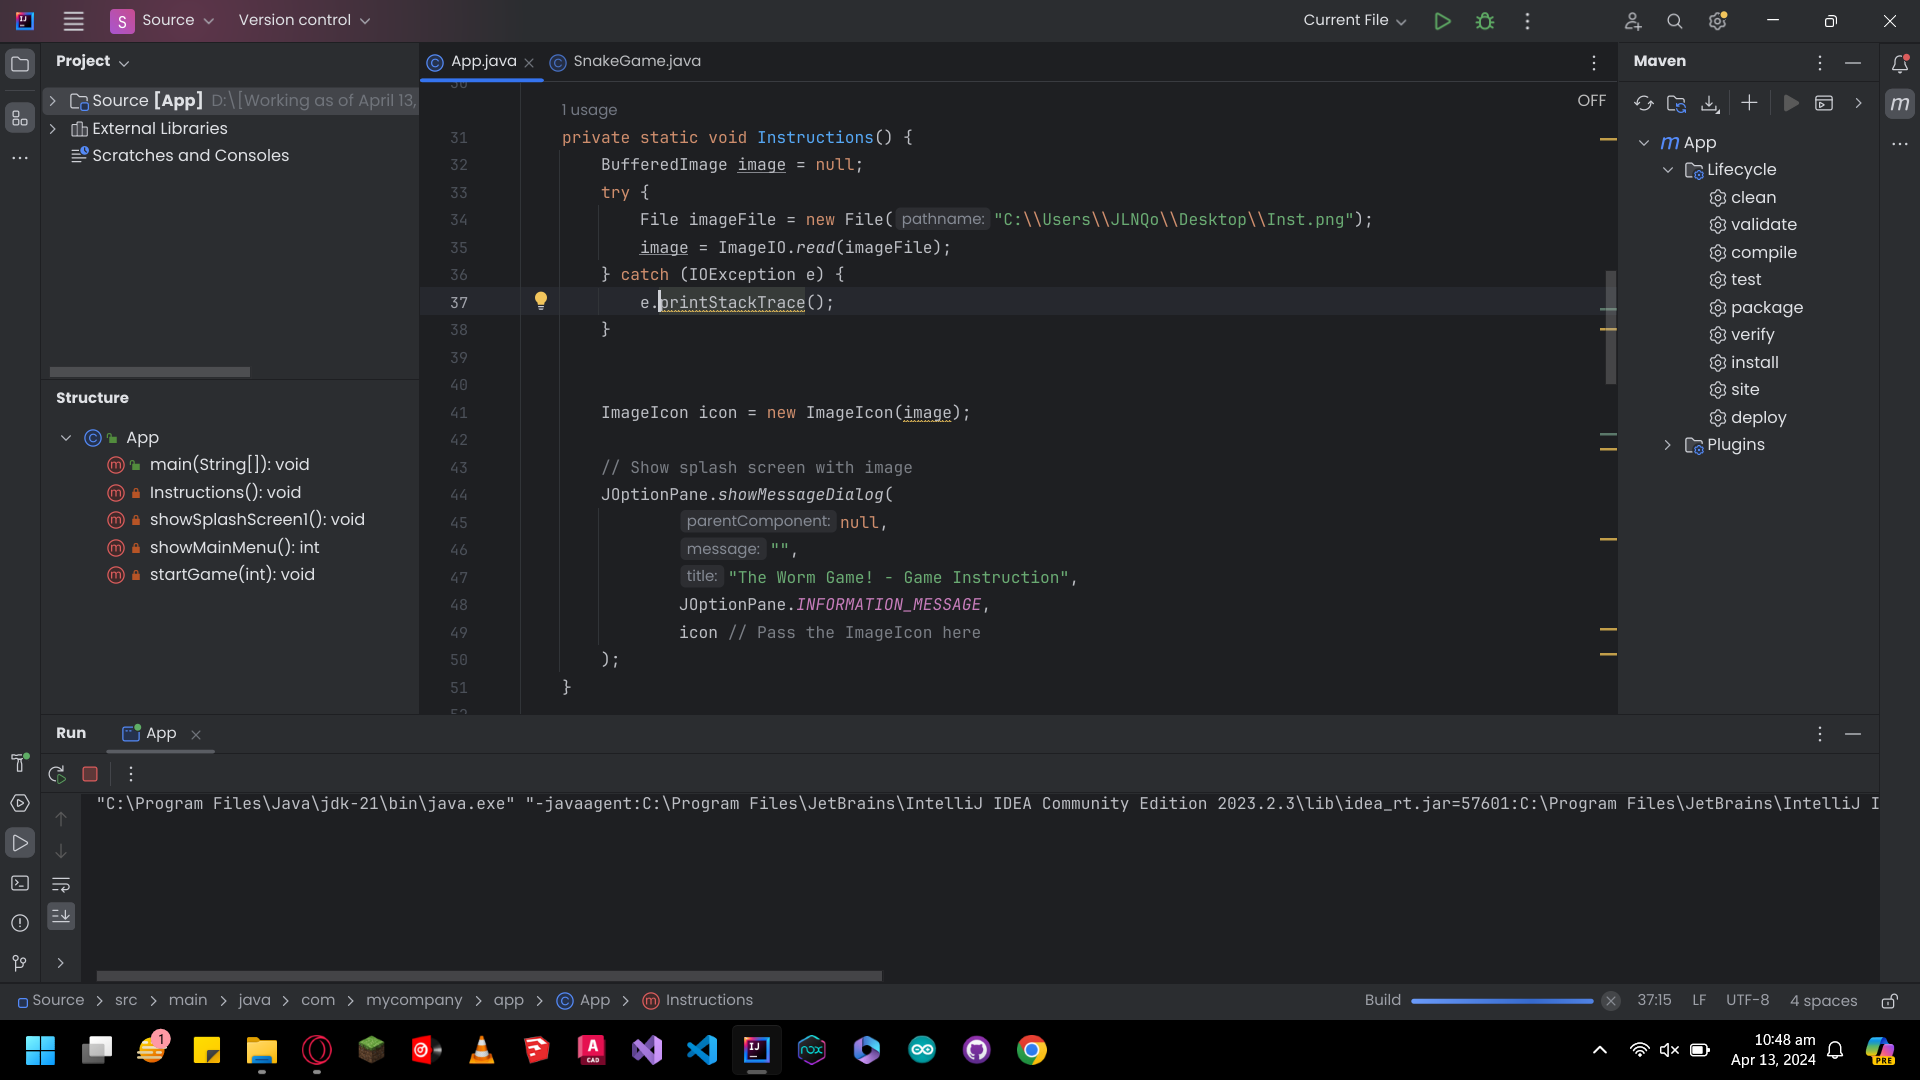 S Source Version control Current File
Project
Source [App] D:\[Working as of April 13,
External Libraries
Scratches and Consoles
Structure
App
main(String[]): void
Instructions(): void
showSplashScreen1(): void
showMainMenu(): int
startGame(int): void
App.java SnakeGame.java
OFF
1 usage
31 private static void Instructions() {
32 BufferedImage image = null;
33 try {
34 File imageFile = new File( pathname: "C:\\Users\\JLNQo\\Desktop\\Inst.png");
35 image = ImageIO.read(imageFile);
36 } catch (IOException e) {
37 e.printStackTrace();
38 }
39
40
41 ImageIcon icon = new ImageIcon(image);
42
43 // Show splash screen with image
44 JOptionPane.showMessageDialog(
45 parentComponent: null,
46 message: "",
47 title: "The Worm Game! - Game Instruction",
48 JOptionPane.INFORMATION_MESSAGE,
49 icon // Pass the ImageIcon here
50 );
51 }
Maven
m
m App
Lifecycle
clean
validate
compile
test
package
verify
install
site
deploy
Plugins
Run App
"C:\Program Files\Java\jdk-21\bin\java.exe" "-javaagent:C:\Program Files\JetBrains\IntelliJ IDEA Community Edition 2023.2.3\lib\idea_rt.jar=57601:C:\Program Files\JetBrains\IntelliJ I
Source > src > main > java > com > mycompany > app > App > Instructions
Build 37:15 LF UTF-8 4 spaces
1
10:48 am
Apr 13, 2024
PRE